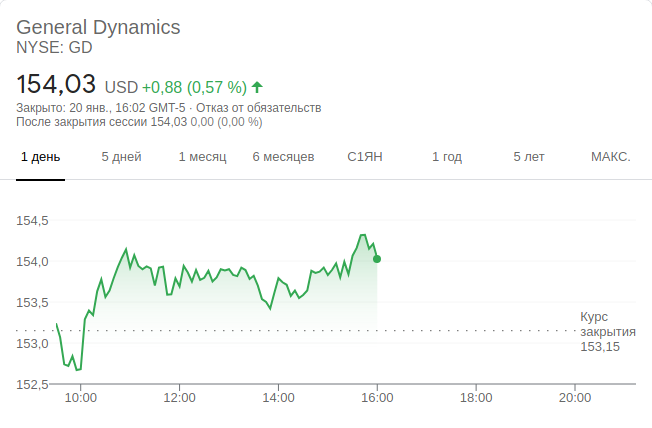 General Dynamics
NYSE: GD
154,03 USD +0,88 (0,57 %)
Закрыто: 20 янв., 16:02 GMT-5 · Отказ от обязательств
После закрытия сессии 154,03 0,00 (0,00 %)
1 день 5 дней 1 месяц 6 месяцев С1ЯН 1 год 5 лет МАКС.
154.5
154.0
153.5
Курс
закрытия
153,15
153.0
152.5
10:00 12:00 14:00 16:00 18:00 20:00